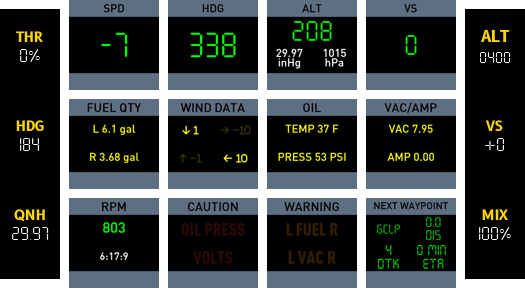 SPD HDG ALT VS
THR ALT
0%  -7 338 208 0 0400
29.97 1015
inHg hPa
FUEL QTY WIND DATA OIL VAC/AMP
HDG VS
184 L 6.1 gal ↓ 1 → -10 TEMP 37 F VAC 7.95 +0
R 3.68 gal ↑ -1 ← 10 PRESS 53 PSI AMP 0.00
RPM CAUTION WARNING NEXT WAYPOINT
QNH MIX
29.97 803 OIL PRESS L FUEL R GCLP 0.0 DIS 100%
6:17:9 VOLTS L VAC R 4 DTK 0 MIN ETA